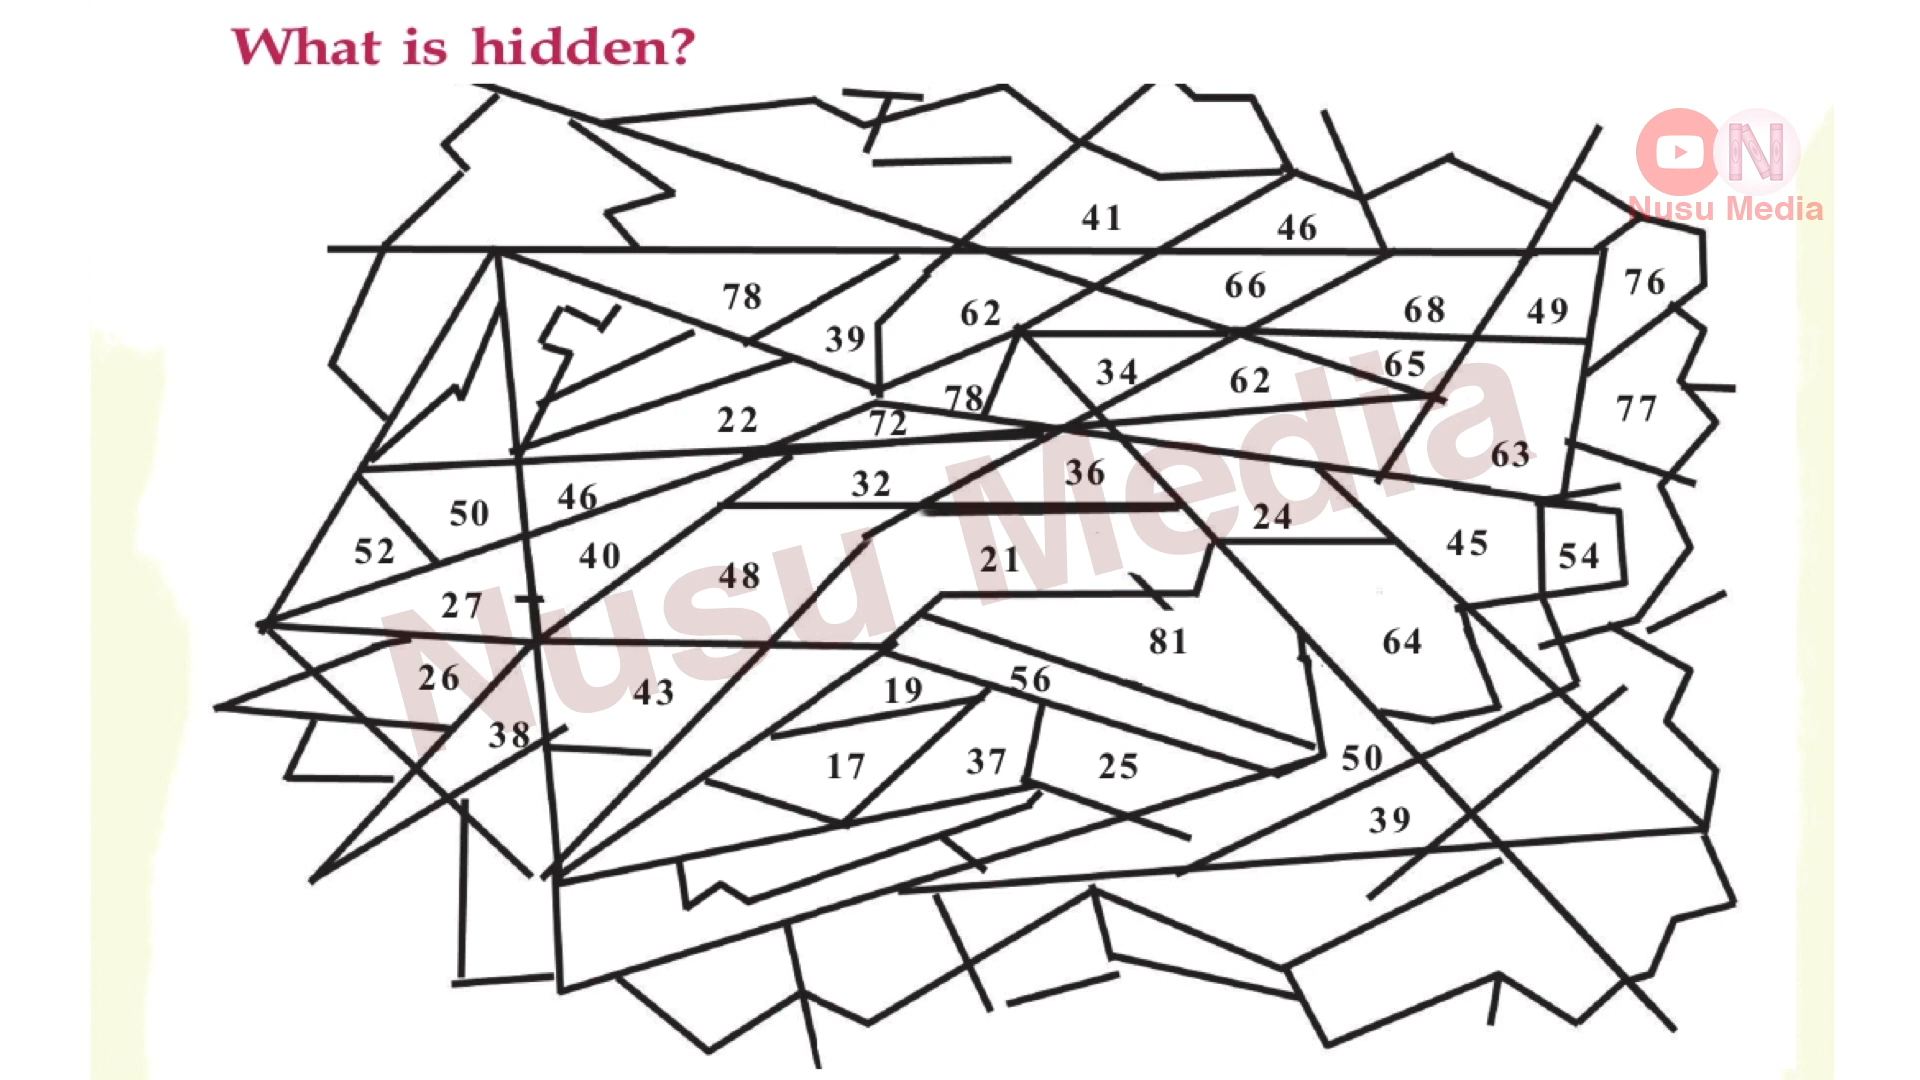 What is hidden?
Nusu Media
41 46
78 66 76
62 68 49
39
34 65
78 62 77
22 72
63
32 36
50 46
24
52 40 21 45 54
48
27
81 64
26 43 19 56
38
17 37 25 50
39
Nusu Media